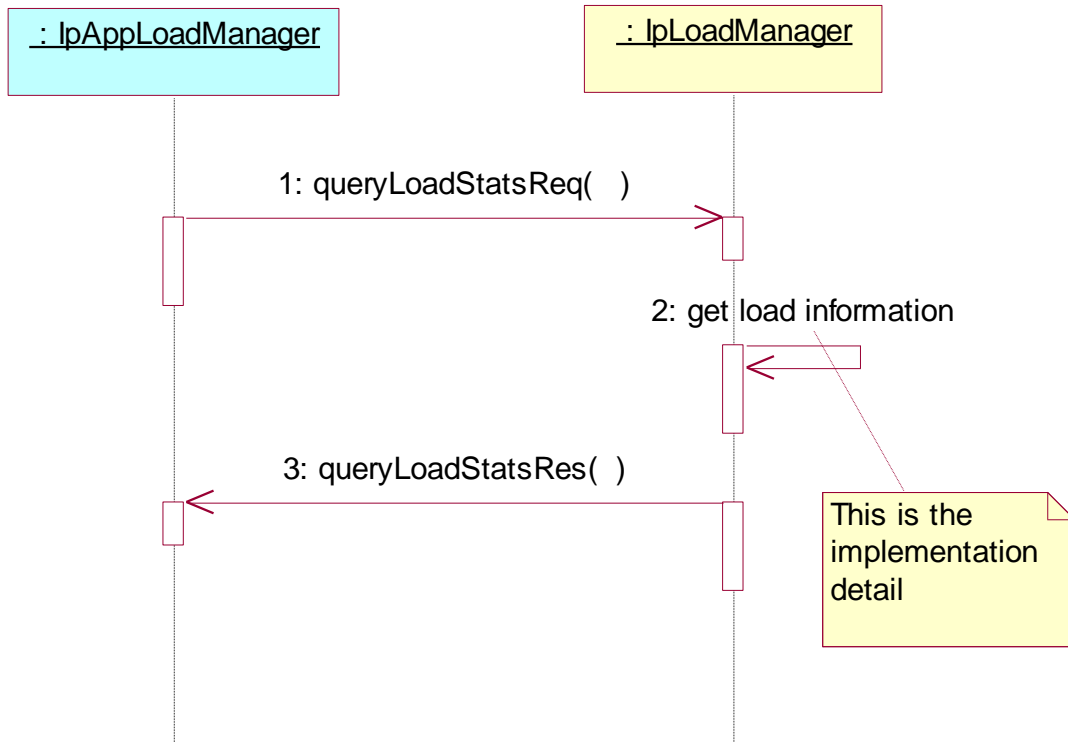 : IpAppLoadManager
: IpLoadManager
1: queryLoadStatsReq( )
2: get load information
3: queryLoadStatsRes( )
This is the
implementation
detail